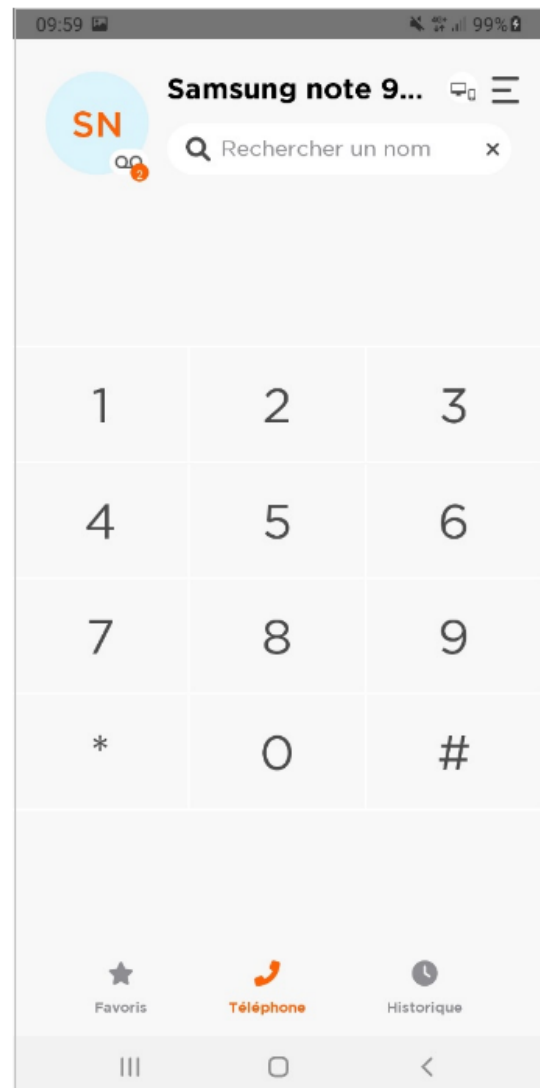 09:59 99%
Samsung note 9...
SN
Rechercher un nom
2
1 2 3
4 5 6
7 8 9
* 0 #
Favoris Téléphone Historique